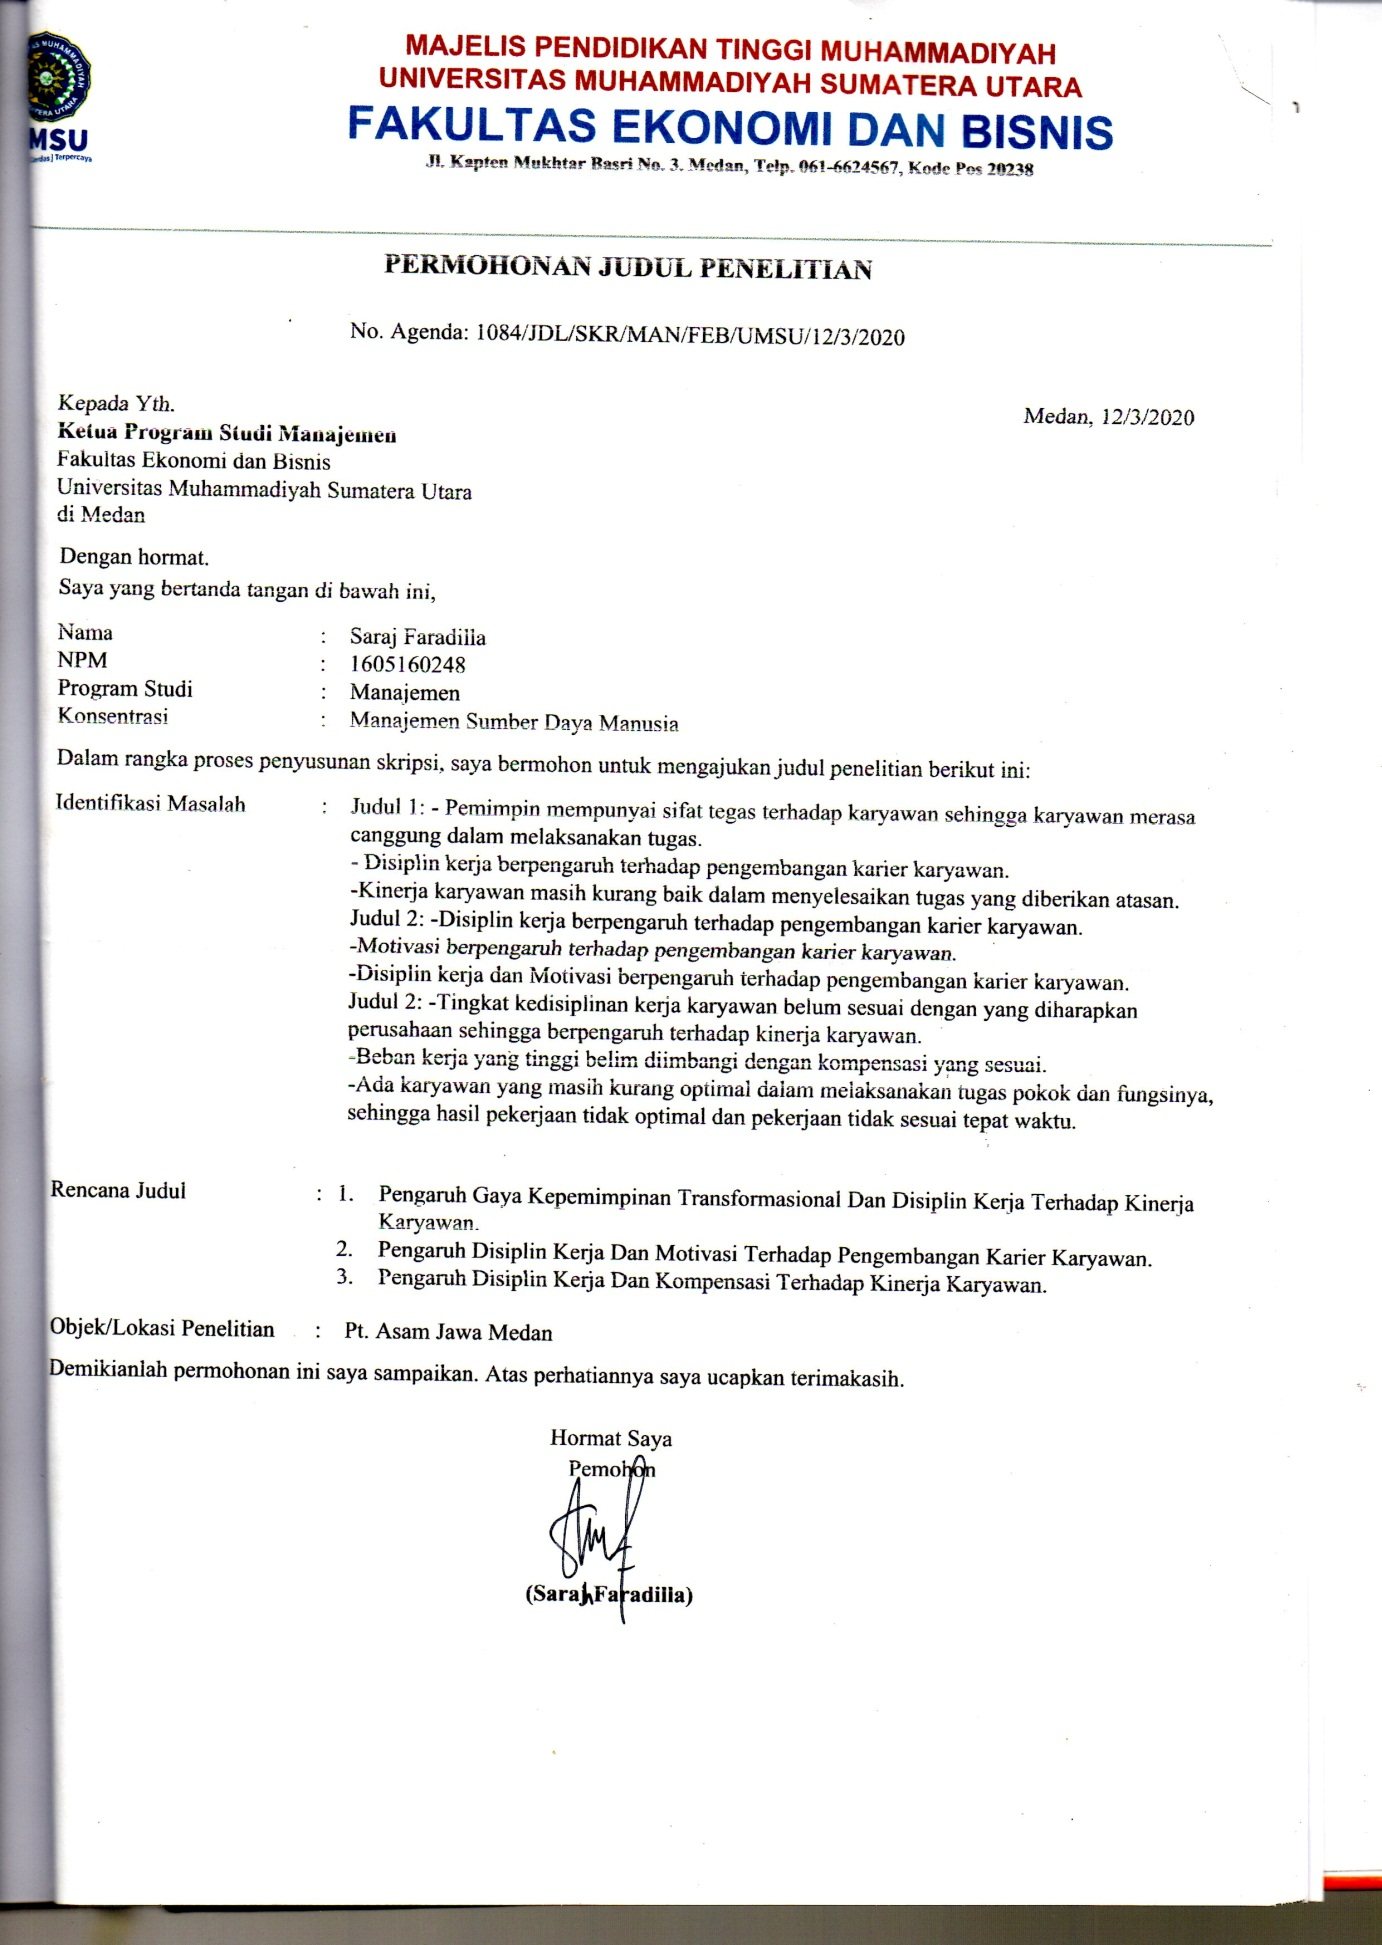 MAJELIS PENDIDIKAN TINGGI MUHAMMADIYAH
UNIVERSITAS MUHAMMADIYAH SUMATERA UTARA
FAKULTAS EKONOMI DAN BISNIS
Jl. Kapten Mukhtar Basri No. 3. Medan, Telp. 061-6624567, Kode Pos 20238
MSU
Terpercaya
PERMOHONAN JUDUL PENELITIAN
No. Agenda: 1084/JDL/SKR/MAN/FEB/UMSU/12/3/2020
Kepada Yth.
Medan, 12/3/2020
Ketua Program Studi Manajemen
Fakultas Ekonomi dan Bisnis
Universitas Muhammadiyah Sumatera Utara
di Medan
Dengan hormat.
Saya yang bertanda tangan di bawah ini,
Nama : Saraj Faradilla
NPM : 1605160248
Program Studi : Manajemen
Konsentrasi : Manajemen Sumber Daya Manusia
Dalam rangka proses penyusunan skripsi, saya bermohon untuk mengajukan judul penelitian berikut ini:
Identifikasi Masalah : Judul 1: - Pemimpin mempunyai sifat tegas terhadap karyawan sehingga karyawan merasa
canggung dalam melaksanakan tugas.
- Disiplin kerja berpengaruh terhadap pengembangan karier karyawan.
-Kinerja karyawan masih kurang baik dalam menyelesaikan tugas yang diberikan atasan.
Judul 2: -Disiplin kerja berpengaruh terhadap pengembangan karier karyawan.
-Motivasi berpengaruh terhadap pengembangan karier karyawan.
-Disiplin kerja dan Motivasi berpengaruh terhadap pengembangan karier karyawan.
Judul 2: -Tingkat kedisiplinan kerja karyawan belum sesuai dengan yang diharapkan
perusahaan sehingga berpengaruh terhadap kinerja karyawan.
-Beban kerja yang tinggi belim diimbangi dengan kompensasi yang sesuai.
-Ada karyawan yang masih kurang optimal dalam melaksanakan tugas pokok dan fungsinya,
sehingga hasil pekerjaan tidak optimal dan pekerjaan tidak sesuai tepat waktu.
Rencana Judul : 1. Pengaruh Gaya Kepemimpinan Transformasional Dan Disiplin Kerja Terhadap Kinerja
Karyawan.
2. Pengaruh Disiplin Kerja Dan Motivasi Terhadap Pengembangan Karier Karyawan.
3. Pengaruh Disiplin Kerja Dan Kompensasi Terhadap Kinerja Karyawan.
Objek/Lokasi Penelitian : Pt. Asam Jawa Medan
Demikianlah permohonan ini saya sampaikan. Atas perhatiannya saya ucapkan terimakasih.
Hormat Saya
Pemohon
(Sarah Faradilla)